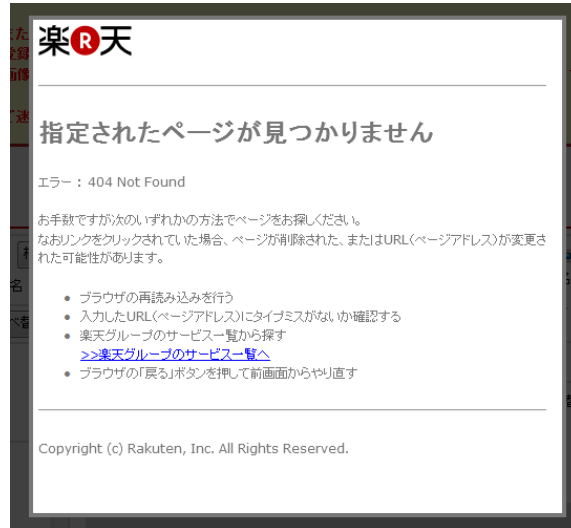 楽R天
指定されたページが見つかりません
エラー : 404 Not Found
お手数ですが次のいずれかの方法でページをお探しください。
なおリンクをクリックされていた場合、ページが削除された、またはURL(ページアドレス)が変更さ
れた可能性があります。
ブラウザの再読み込みを行う
入力したURL(ページアドレス)にタイプミスがないか確認する
楽天グループのサービス一覧から探す
>>楽天グループのサービス一覧へ
ブラウザの「戻る」ボタンを押して前画面からやり直す
Copyright (c) Rakuten, Inc. All Rights Reserved.